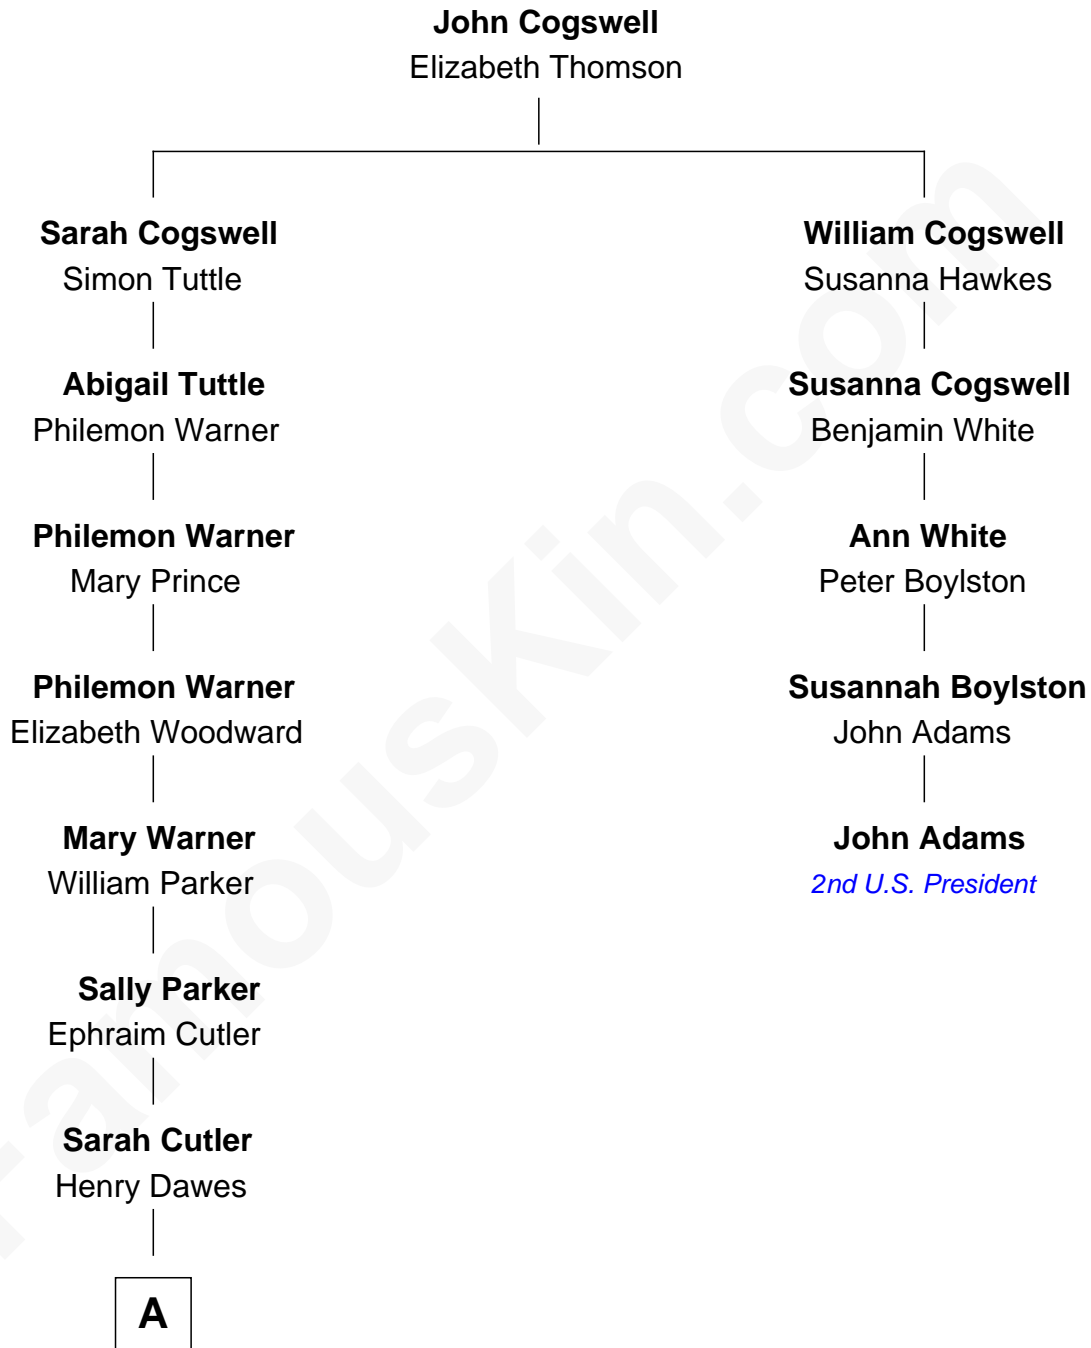 John Cogswell
Elizabeth Thomson
Sarah Cogswell
Simon Tuttle
Abigail Tuttle
Philemon Warner
Philemon Warner
Mary Prince
Philemon Warner
Elizabeth Woodward
Mary Warner
William Parker
Sally Parker
Ephraim Cutler
Sarah Cutler
Henry Dawes
A
William Cogswell
Susanna Hawkes
Susanna Cogswell
Benjamin White
Ann White
Peter Boylston
Susannah Boylston
John Adams
John Adams
2nd U.S. President
FamousKin.com